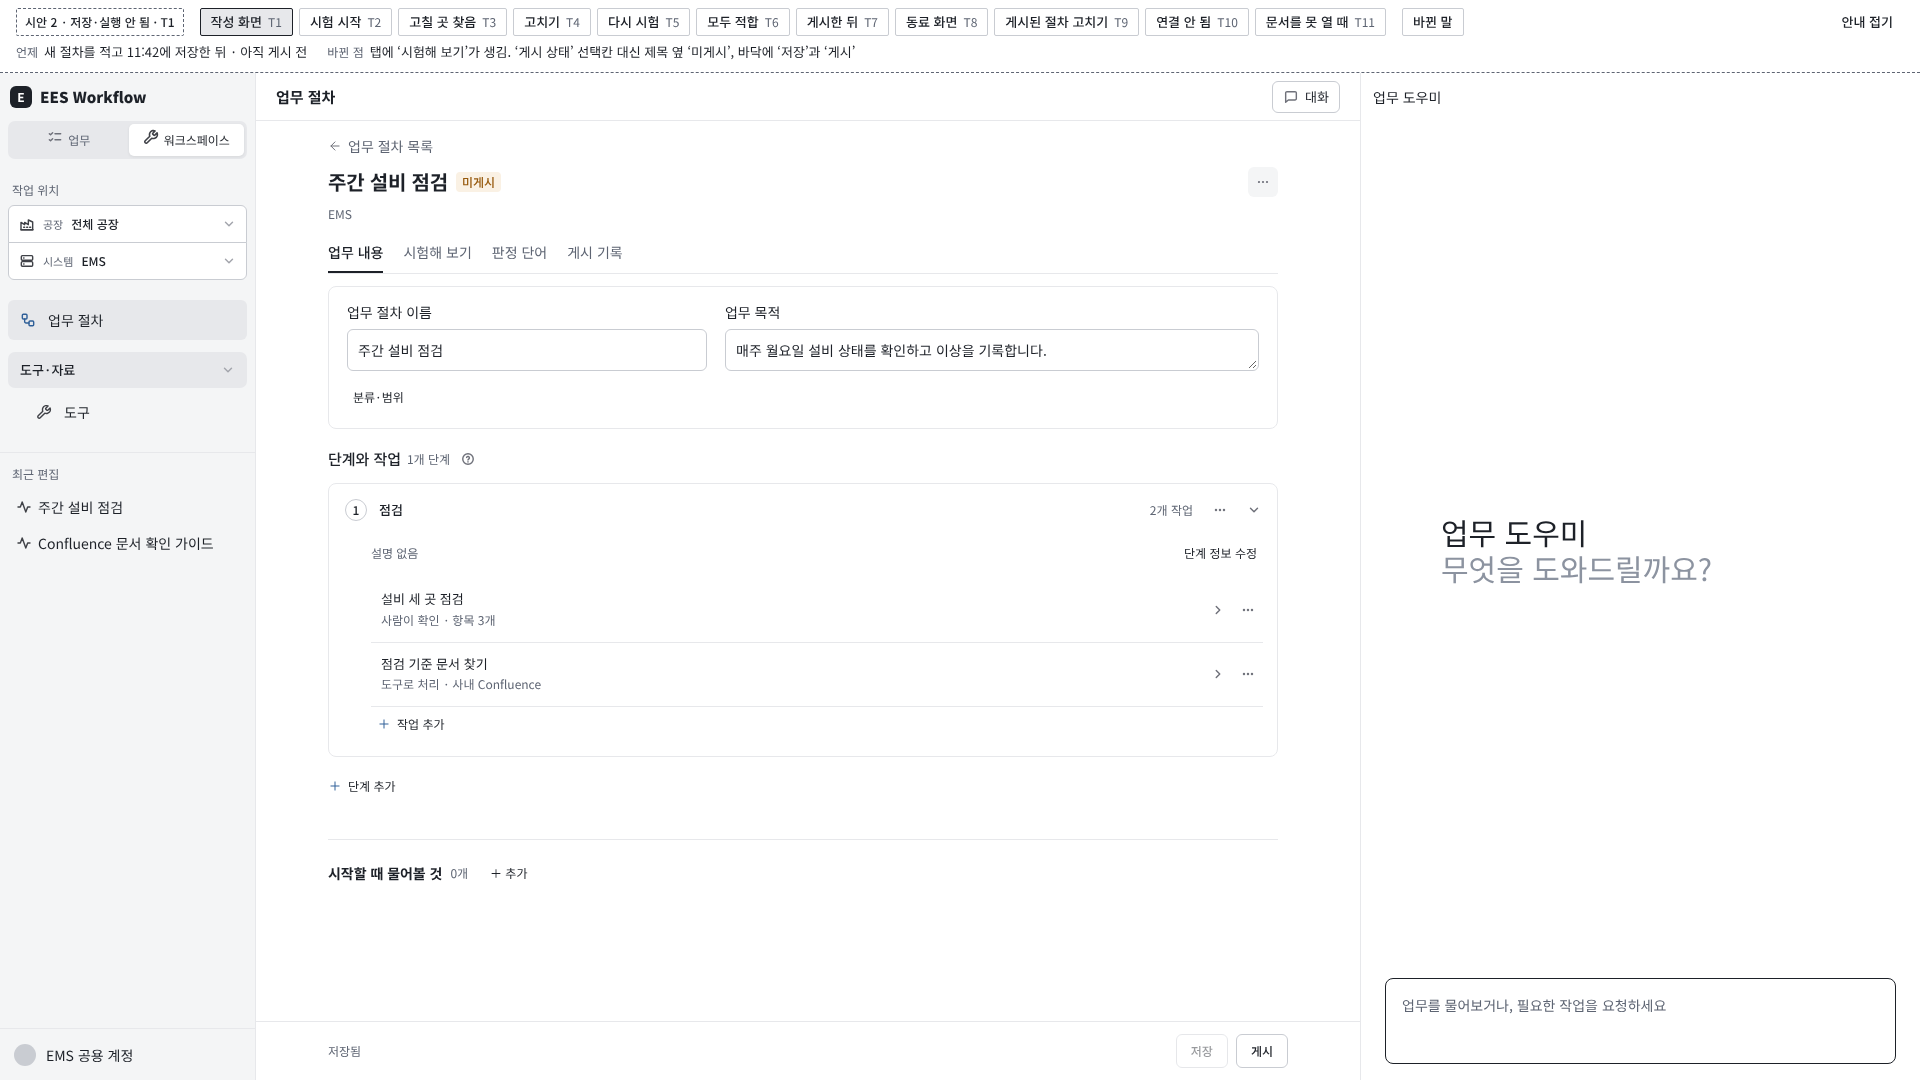 시안 2 · 저장·실행 안 됨 · T1
작성 화면 T1
시험 시작 T2
고칠 곳 찾음 T3
고치기 T4
다시 시험 T5
모두 적합 T6
게시한 뒤 T7
동료 화면 T8
게시된 절차 고치기 T9
연결 안 됨 T10
문서를 못 열 때 T11
바뀐 말
안내 접기
언제 새 절차를 적고 11:42에 저장한 뒤 · 아직 게시 전
바뀐 점 탭에 ‘시험해 보기’가 생김. ‘게시 상태’ 선택칸 대신 제목 옆 ‘미게시’, 바닥에 ‘저장’과 ‘게시’
E EES Workflow
업무
워크스페이스
작업 위치
공장 전체 공장
시스템 EMS
업무 절차
도구·자료
도구
최근 편집
주간 설비 점검
Confluence 문서 확인 가이드
EMS 공용 계정
업무 절차
대화
업무 절차 목록
주간 설비 점검 미게시
EMS
업무 내용
시험해 보기
판정 단어
게시 기록
업무 절차 이름
주간 설비 점검
업무 목적
매주 월요일 설비 상태를 확인하고 이상을 기록합니다.
분류·범위
단계와 작업 1개 단계
1 점검
2개 작업
설명 없음
단계 정보 수정
설비 세 곳 점검
사람이 확인 · 항목 3개
점검 기준 문서 찾기
도구로 처리 · 사내 Confluence
작업 추가
단계 추가
시작할 때 물어볼 것 0개
추가
저장됨
저장
게시
업무 도우미
업무 도우미
무엇을 도와드릴까요?
업무를 물어보거나, 필요한 작업을 요청하세요